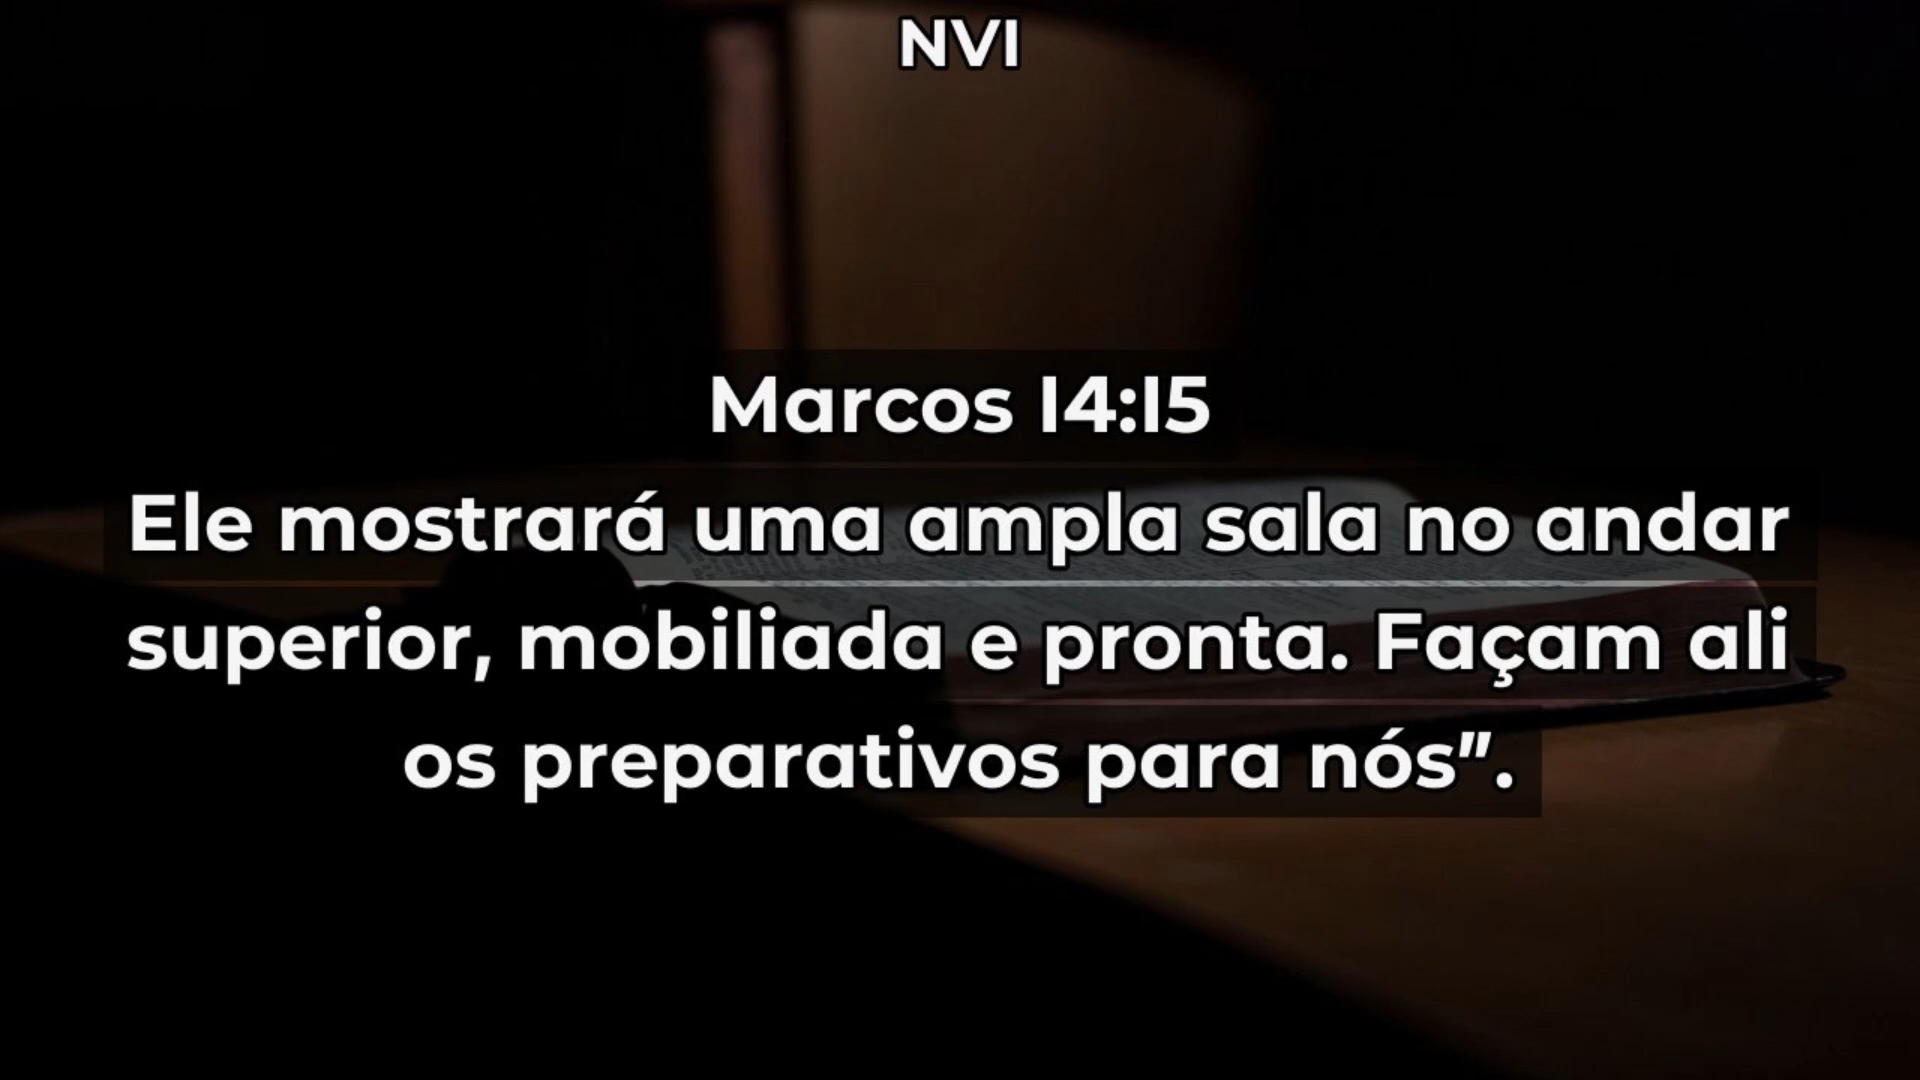 NVI
Marcos 14:15
Ele mostrará uma ampla sala no andar
superior, mobiliada e pronta. Façam ali
os preparativos para nós”.